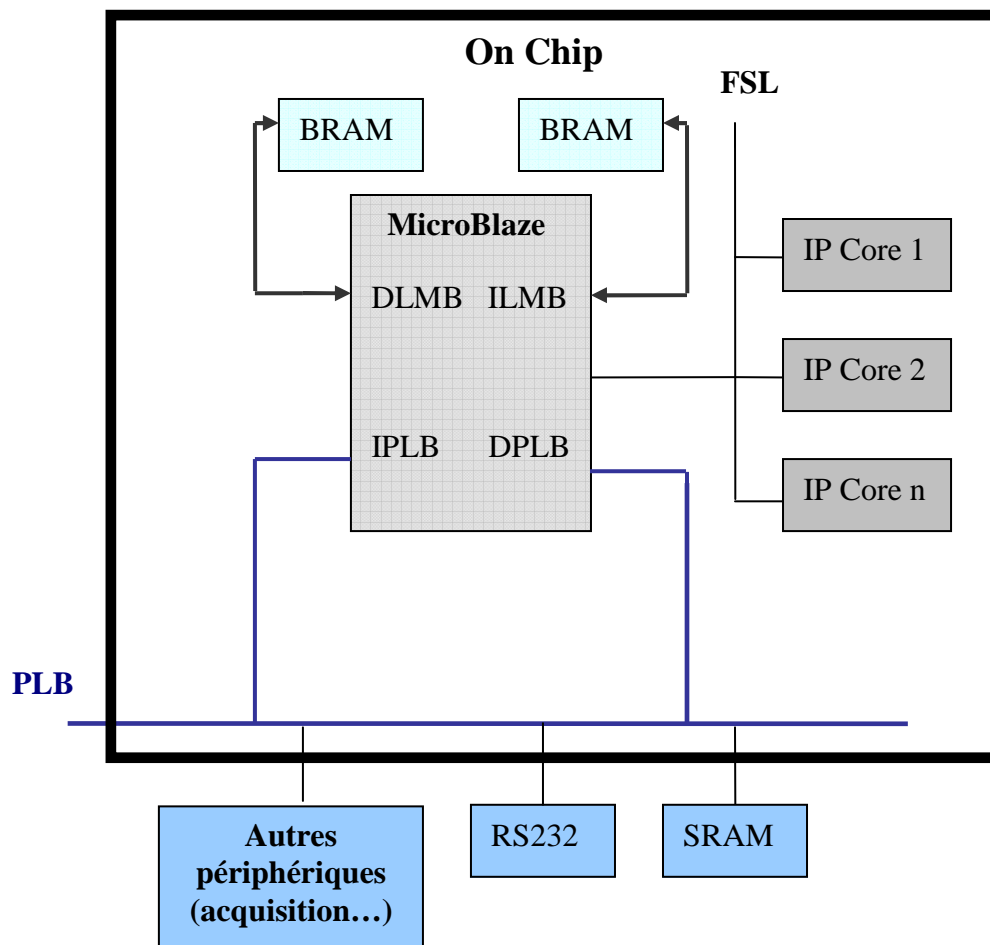 On Chip
FSL
BRAM
BRAM
MicroBlaze
IP Core 1
DLMB
ILMB
IP Core 2
IPLB
DPLB
IP Core n
PLB
Autres
périphériques
(acquisition…)
RS232
SRAM